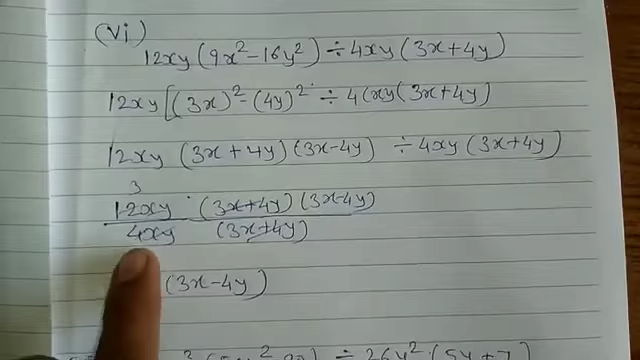 (vi)
12xy(9x²-16y²)÷4xy(3x+4y)
12xy[(3x)²-(4y)²÷4(xy(3x+4y)
12xy (3x+4y)(3x-4y) ÷4xy(3x+4y)
3
12xy·(3x+4y)(3x-4y)
4xy (3x+4y)
(3x-4y)